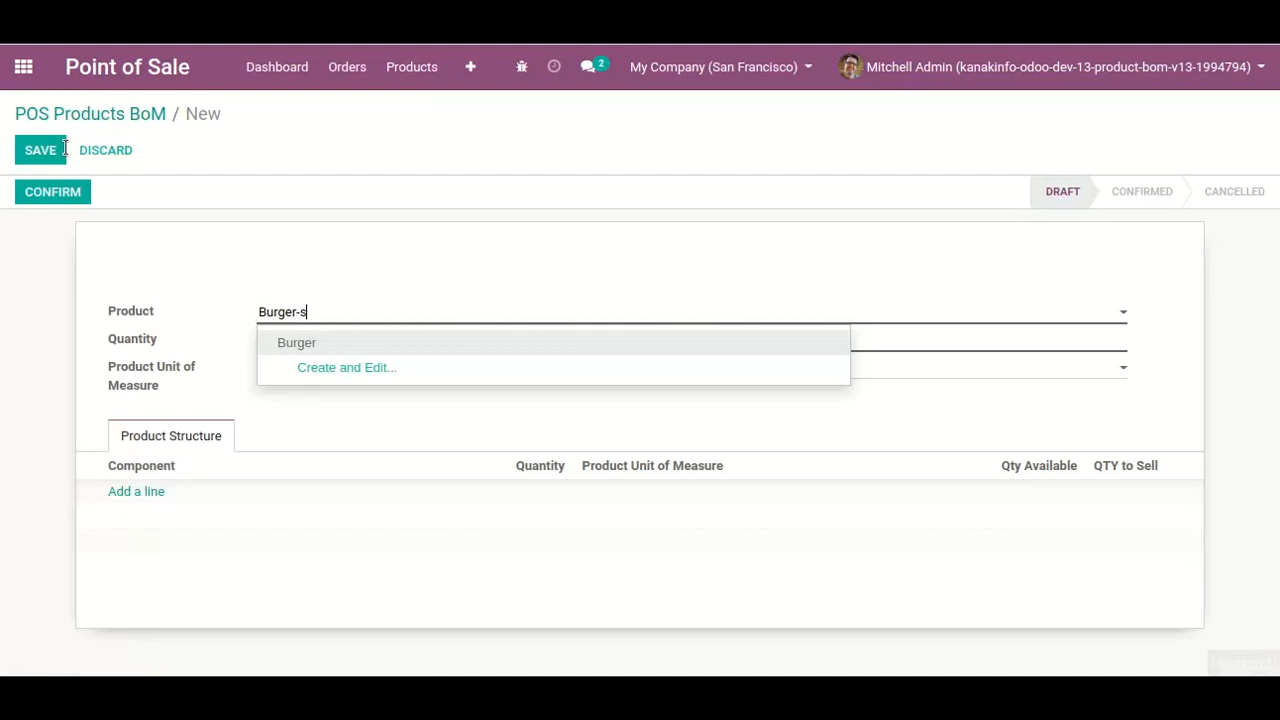 Point of Sale Dashboard Orders Products + 2 My Company (San Francisco) Mitchell Admin (kanakinfo-odoo-dev-13-product-bom-v13-1994794)
POS Products BoM / New
SAVE DISCARD
CONFIRM DRAFT CONFIRMED CANCELLED
Product Burger-s
Quantity
Burger
Product Unit of
Measure
Create and Edit...
Product Structure
Component Quantity Product Unit of Measure Qty Available QTY to Sell
Add a line